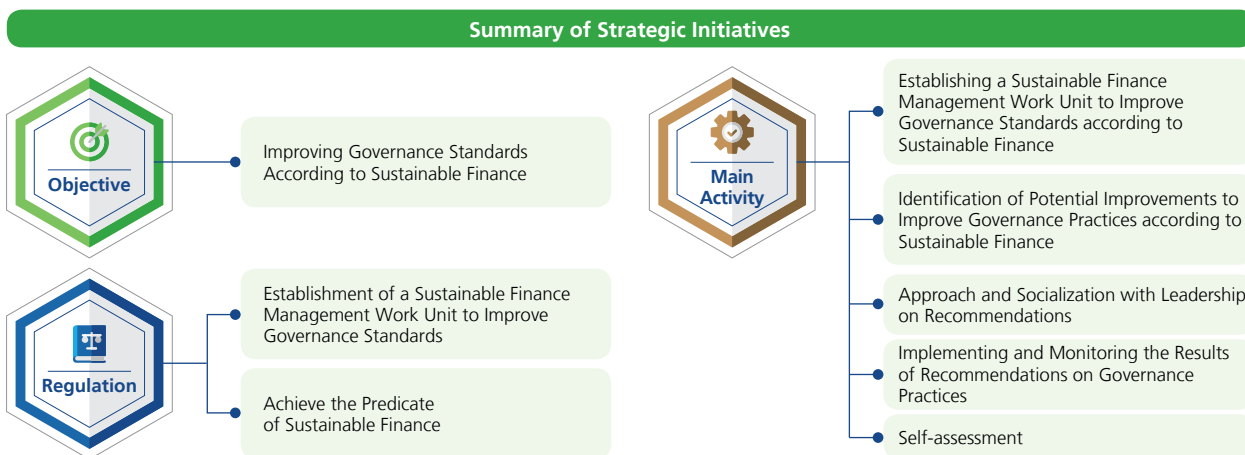 Summary of Strategic Initiatives
Objective
Improving Governance Standards
According to Sustainable Finance
Regulation
Establishment of a Sustainable Finance
Management Work Unit to Improve
Governance Standards
Achieve the Predicate
of Sustainable Finance
Main
Activity
Establishing a Sustainable Finance
Management Work Unit to Improve
Governance Standards according to
Sustainable Finance
Identification of Potential Improvements to
Improve Governance Practices according to
Sustainable Finance
Approach and Socialization with Leadership
on Recommendations
Implementing and Monitoring the Results
of Recommendations on Governance
Practices
Self-assessment